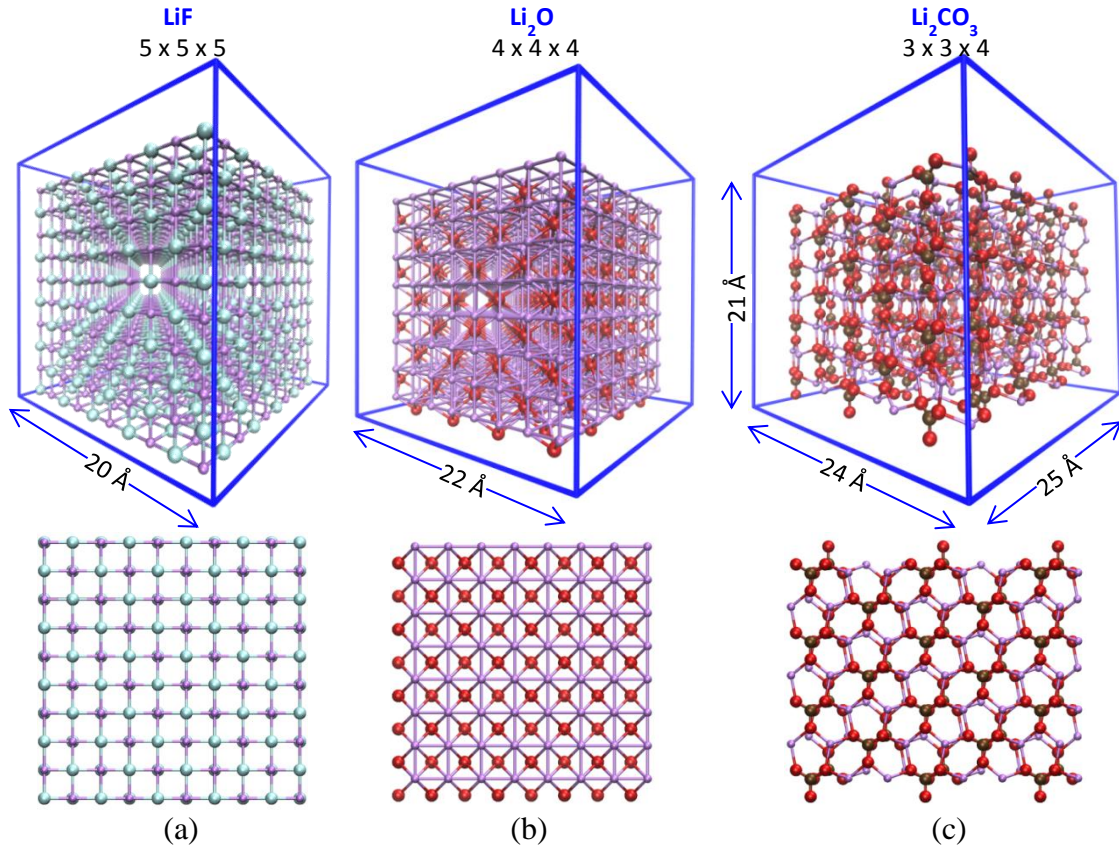 LiF
5 x 5 x 5
Li₂O
4 x 4 x 4
Li₂CO₃
3 x 3 x 4
20 Å
22 Å
21 Å
24 Å
25 Å
(a)
(b)
(c)